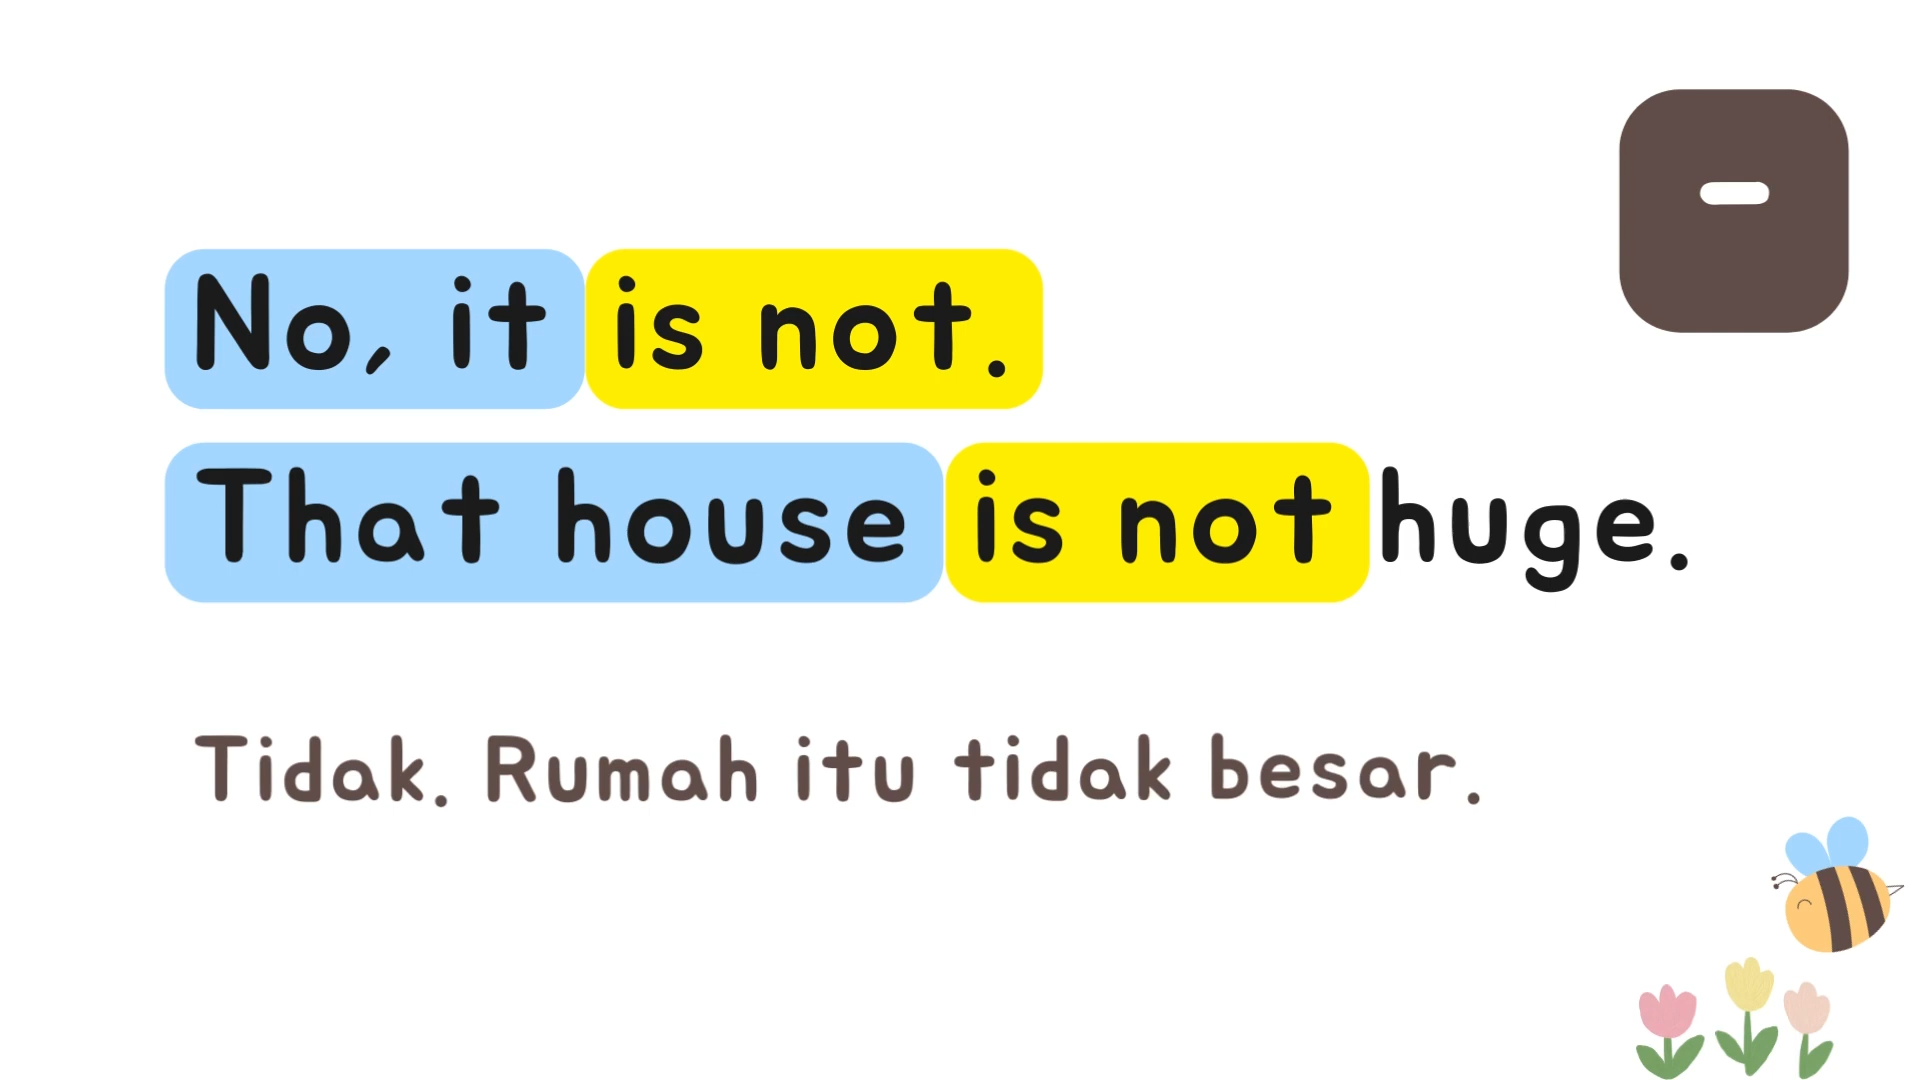 -
No, it is not.
That house is not huge.
Tidak. Rumah itu tidak besar.